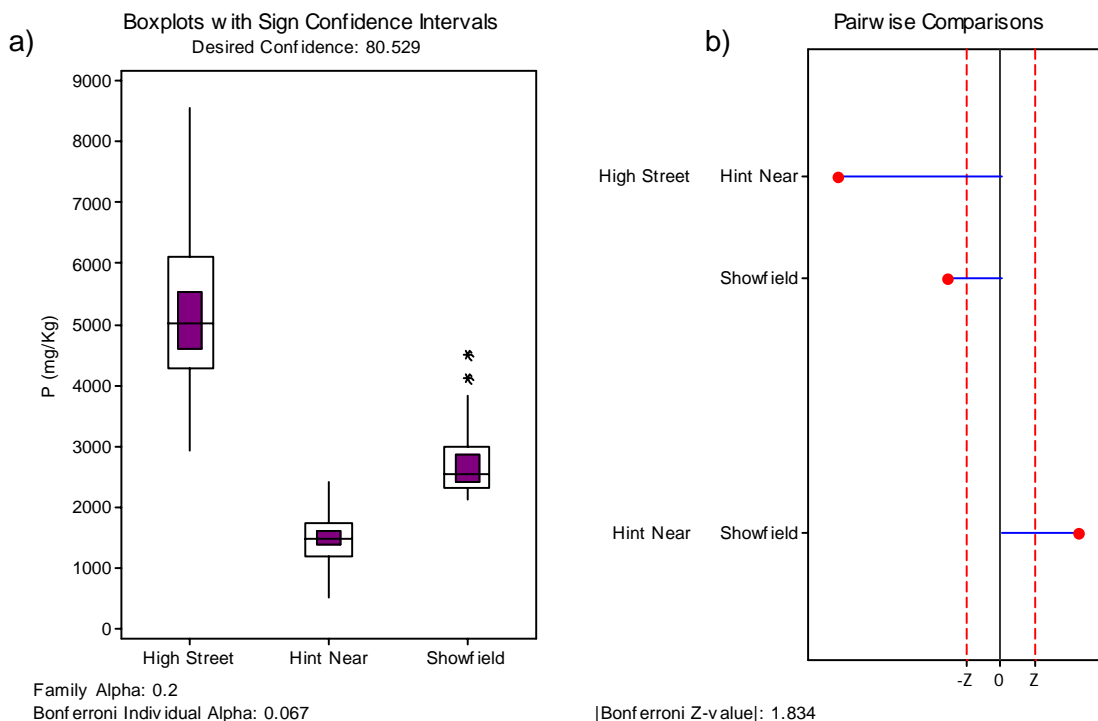 a)
Boxplots with Sign Confidence Intervals
Desired Confidence: 80.529
9000
8000
7000
6000
5000
4000
3000
2000
1000
0
P (mg/Kg)
High Street Hint Near Showfield
Family Alpha: 0.2
Bonferroni Individual Alpha: 0.067
b)
Pairwise Comparisons
High Street Hint Near
Showfield
Hint Near Showfield
-Z 0 Z
|Bonferroni Z-value|: 1.834